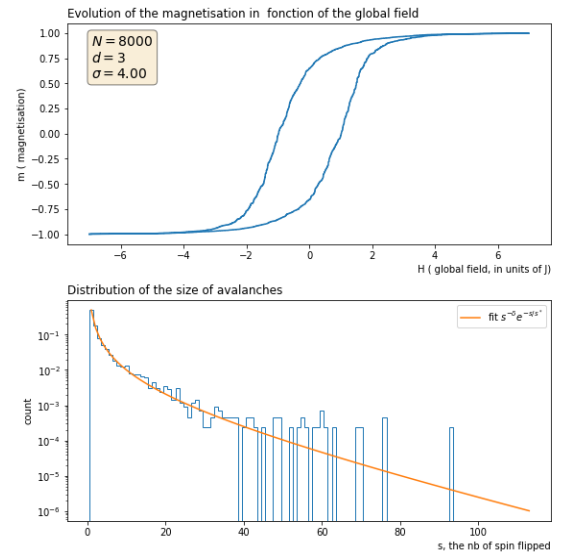 Evolution of the magnetisation in  fonction of the global field
N = 8000
d = 3
σ = 4.00
1.00
0.75
0.50
0.25
0.00
−0.25
−0.50
−0.75
−1.00
m ( magnetisation)
−6
−4
−2
0
2
4
6
H ( global field, in units of J)
Distribution of the size of avalanches
fit s^{−δ}e^{−s/s*}
10^{−1}
10^{−2}
10^{−3}
10^{−4}
10^{−5}
10^{−6}
count
0
20
40
60
80
100
s, the nb of spin flipped